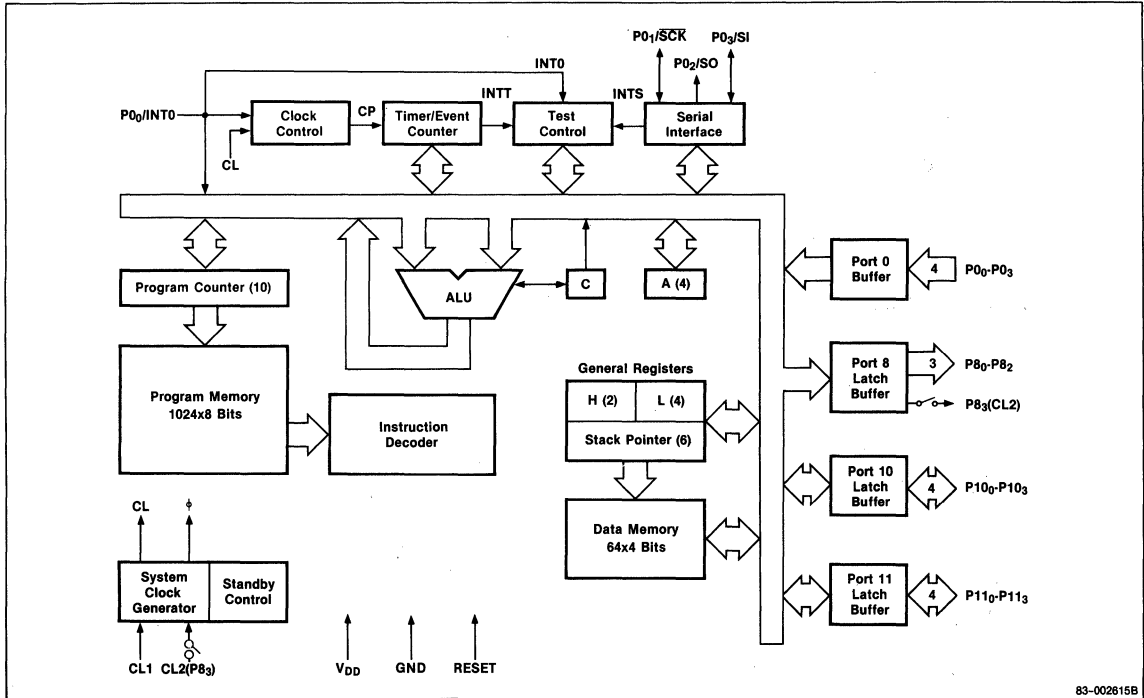 P0₁/S̅C̅K̅ P0₃/SI
P0₂/SO
INT0
P0₀/INT0
Clock
Control
CP
Timer/Event
Counter
INTT
Test
Control
INTS
Serial
Interface
CL
Program Counter (10)
ALU
C
A (4)
Port 0
Buffer
4
P0₀-P0₃
Program Memory
1024x8 Bits
Instruction
Decoder
General Registers
H (2)
L (4)
Stack Pointer (6)
Port 8
Latch
Buffer
3
P8₀-P8₂
P8₃(CL2)
Data Memory
64x4 Bits
Port 10
Latch
Buffer
4
P10₀-P10₃
CL
ϕ
System
Clock
Generator
Standby
Control
Port 11
Latch
Buffer
4
P11₀-P11₃
CL1 CL2(P8₃)
V_DD
GND
RESET
83-002615B